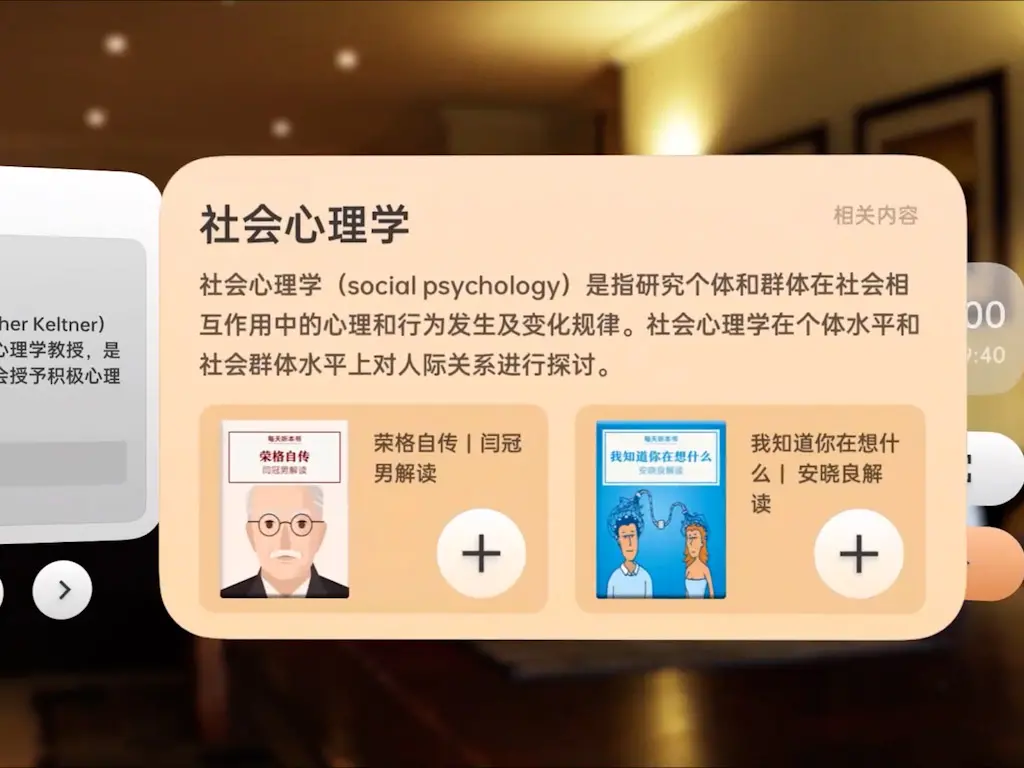 社会心理学
相关内容
社会心理学（social psychology）是指研究个体和群体在社会相
互作用中的心理和行为发生及变化规律。社会心理学在个体水平和
社会群体水平上对人际关系进行探讨。
每天听本书
荣格自传
闫冠男解读
荣格自传 | 闫冠
男解读
每天听本书
我知道你在想什么
安晓良解读
我知道你在想什
么 | 安晓良解
读
her Keltner）
心理学教授，是
会授予积极心理
00
9:40